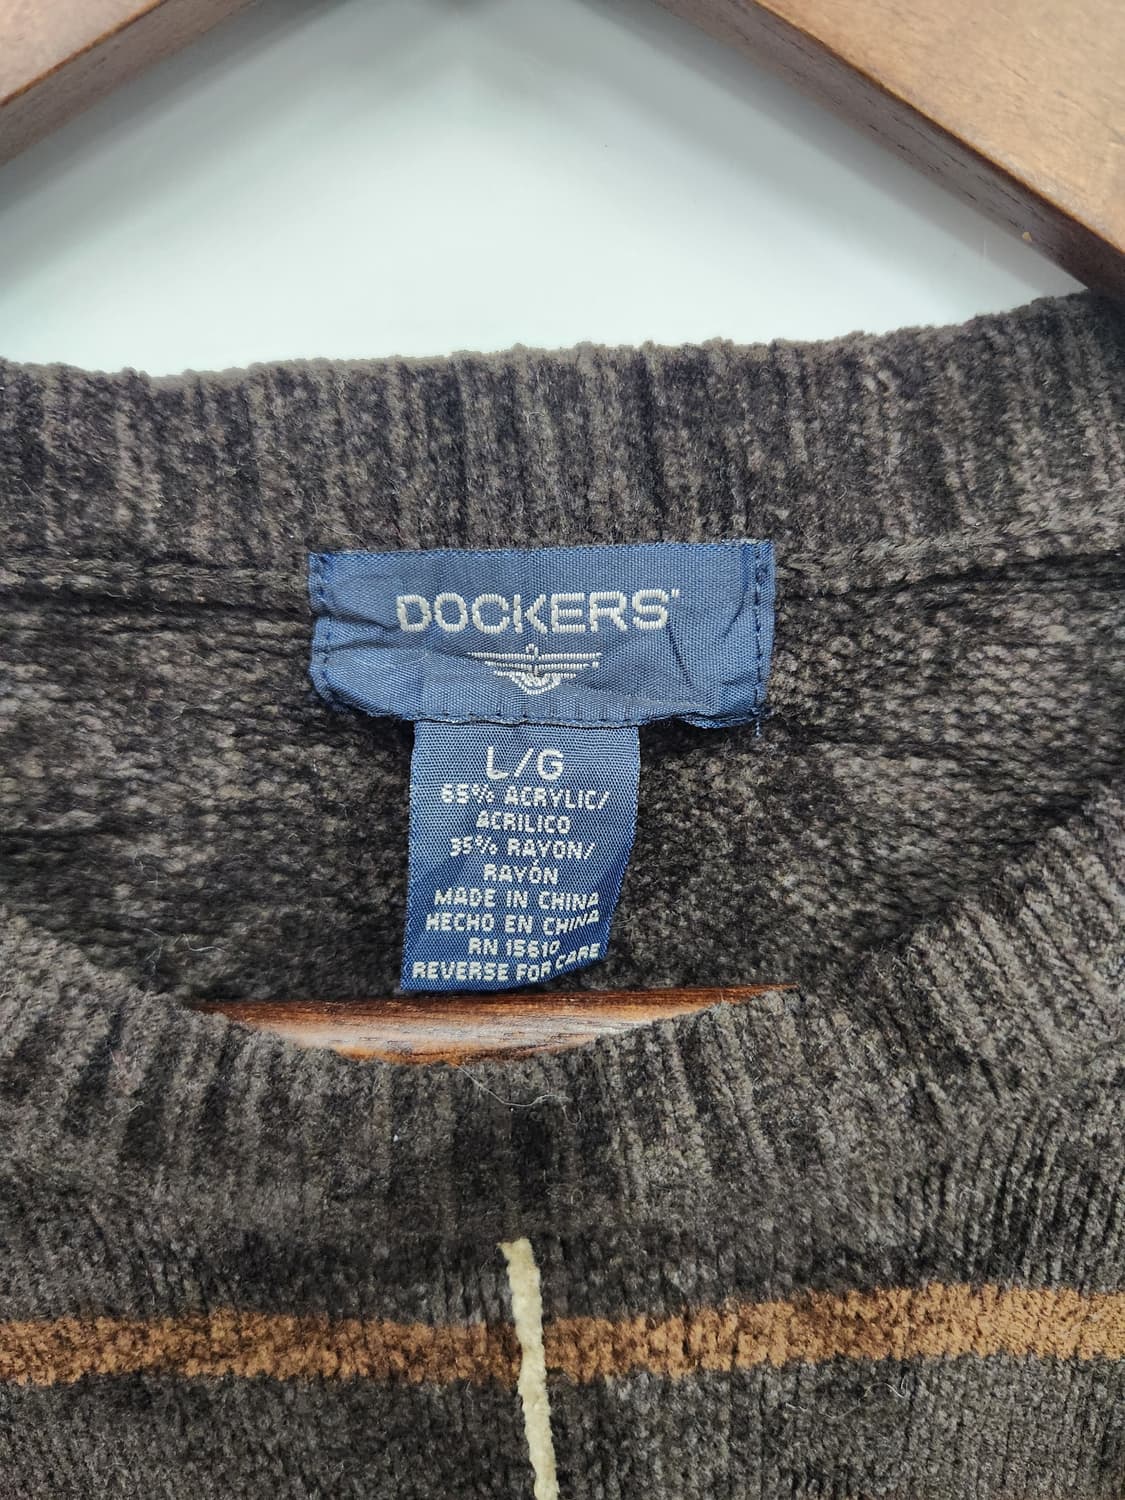 DOCKERS
L/G
65% ACRYLIC/
ACRILICO
35% RAYON/
RAYÓN
MADE IN CHINA
HECHO EN CHINA
RN 15610
REVERSE FOR CARE